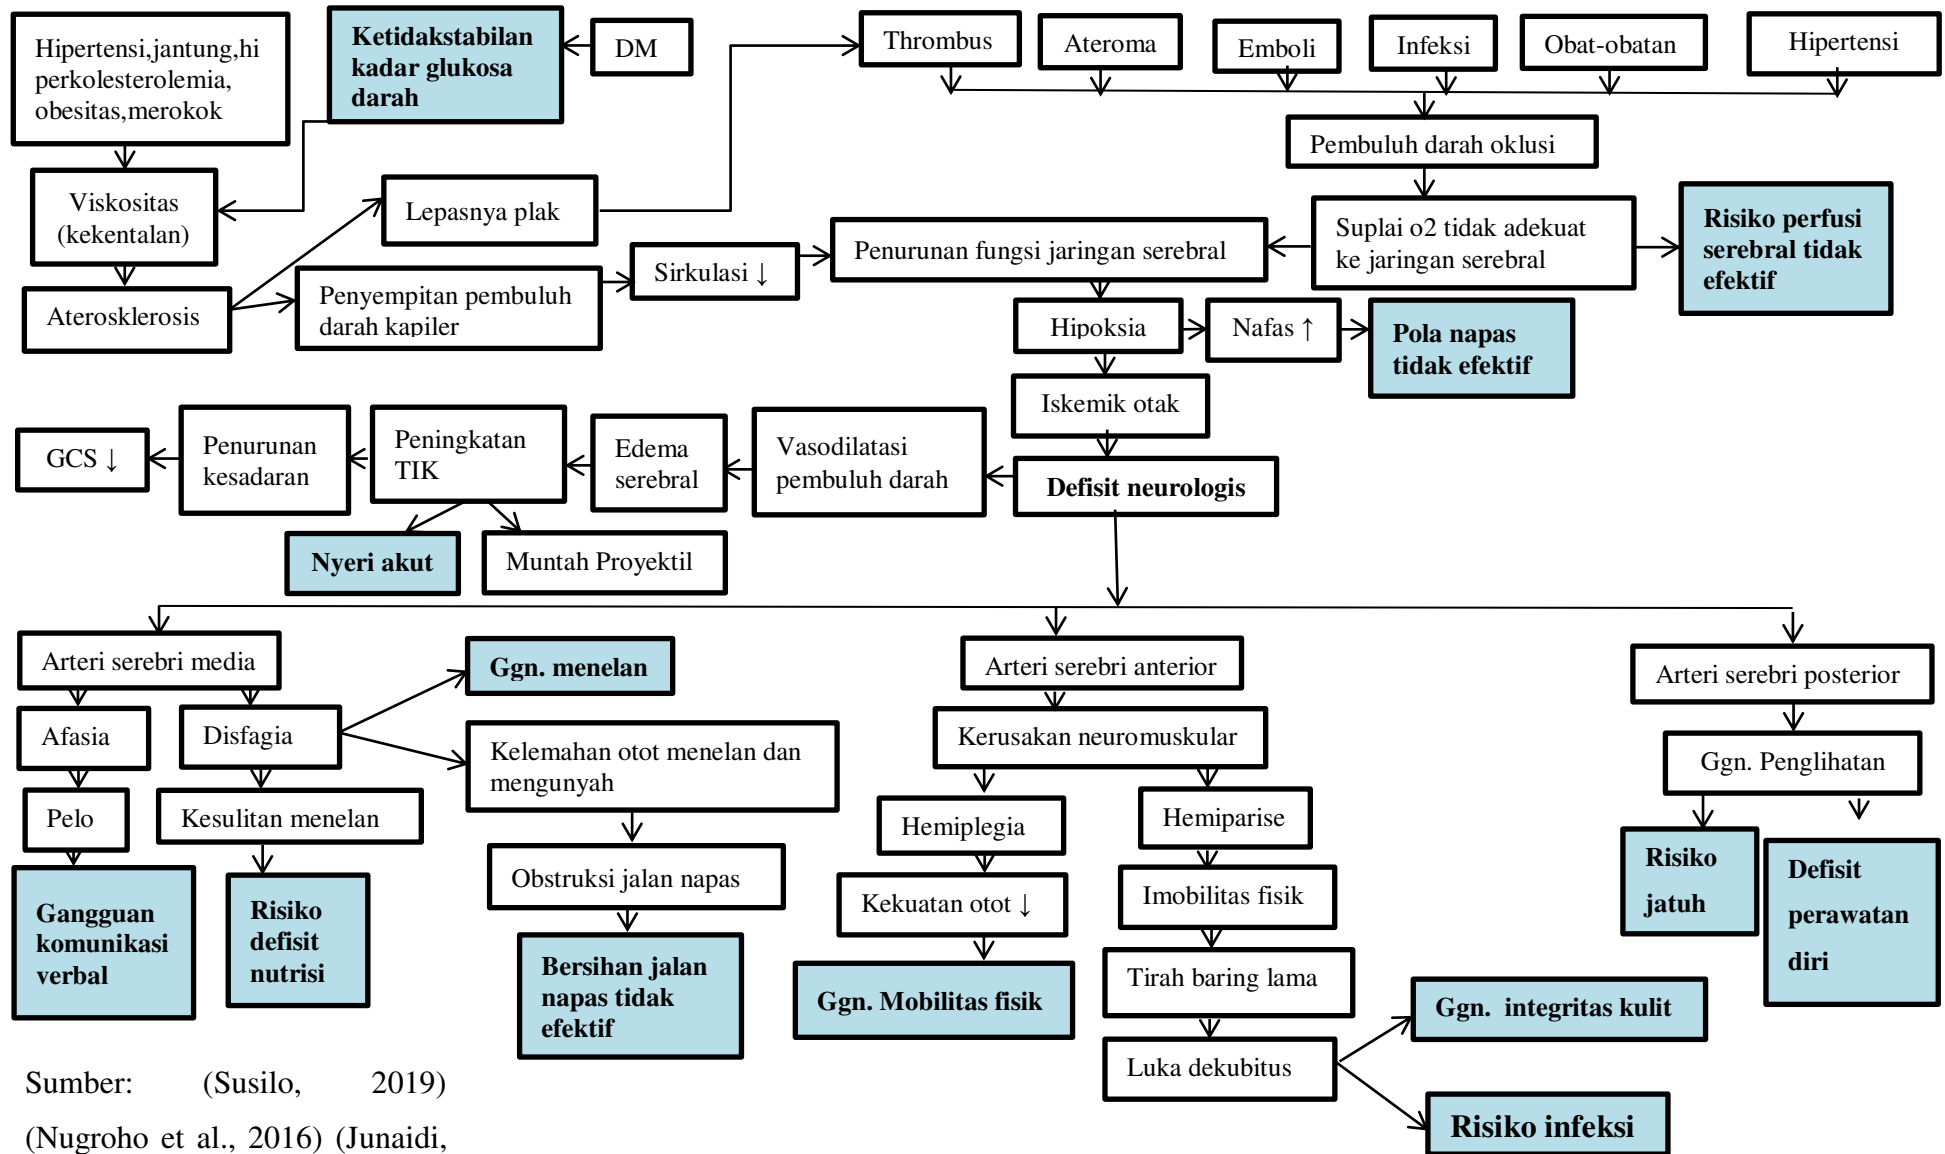 Hipertensi,jantung,hi
perkolesterolemia,
obesitas,merokok
Ketidakstabilan
kadar glukosa
darah
DM
Thrombus
Ateroma
Emboli
Infeksi
Obat-obatan
Hipertensi
Pembuluh darah oklusi
Viskositas
(kekentalan)
Lepasnya plak
Penurunan fungsi jaringan serebral
Suplai o2 tidak adekuat
ke jaringan serebral
Risiko perfusi
serebral tidak
efektif
Sirkulasi ↓
Aterosklerosis
Penyempitan pembuluh
darah kapiler
Hipoksia
Nafas ↑
Pola napas
tidak efektif
Iskemik otak
GCS ↓
Penurunan
kesadaran
Peningkatan
TIK
Edema
serebral
Vasodilatasi
pembuluh darah
Defisit neurologis
Nyeri akut
Muntah Proyektil
Arteri serebri media
Ggn. menelan
Arteri serebri anterior
Arteri serebri posterior
Afasia
Disfagia
Kelemahan otot menelan dan
mengunyah
Kerusakan neuromuskular
Ggn. Penglihatan
Pelo
Kesulitan menelan
Hemiplegia
Hemiparise
Obstruksi jalan napas
Kekuatan otot ↓
Imobilitas fisik
Risiko
jatuh
Defisit
perawatan
diri
Gangguan
komunikasi
verbal
Risiko
defisit
nutrisi
Bersihan jalan
napas tidak
efektif
Ggn. Mobilitas fisik
Tirah baring lama
Ggn. integritas kulit
Luka dekubitus
Risiko infeksi
Sumber: (Susilo, 2019)
(Nugroho et al., 2016) (Junaidi,